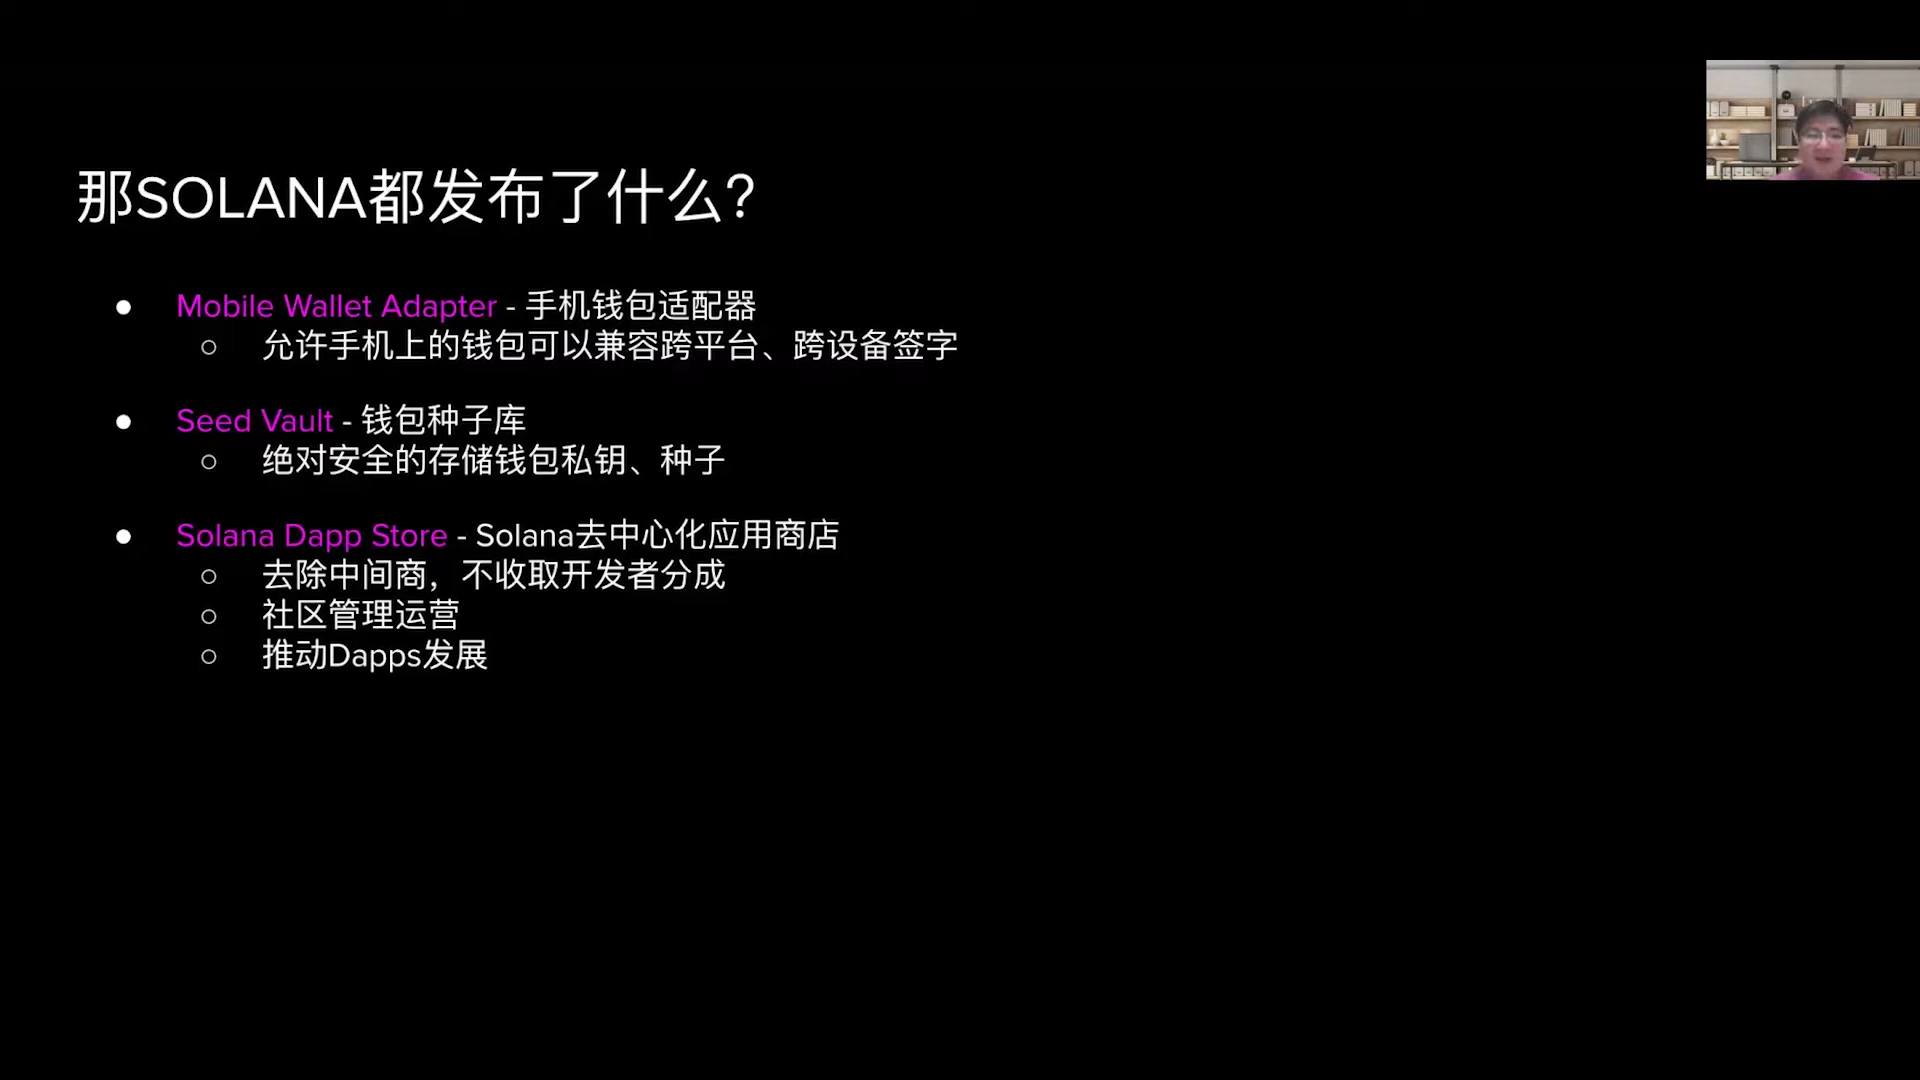 那SOLANA都发布了什么?
● Mobile Wallet Adapter - 手机钱包适配器
○ 允许手机上的钱包可以兼容跨平台、跨设备签字
● Seed Vault - 钱包种子库
○ 绝对安全的存储钱包私钥、种子
● Solana Dapp Store - Solana去中心化应用商店
○ 去除中间商，不收取开发者分成
○ 社区管理运营
○ 推动Dapps发展